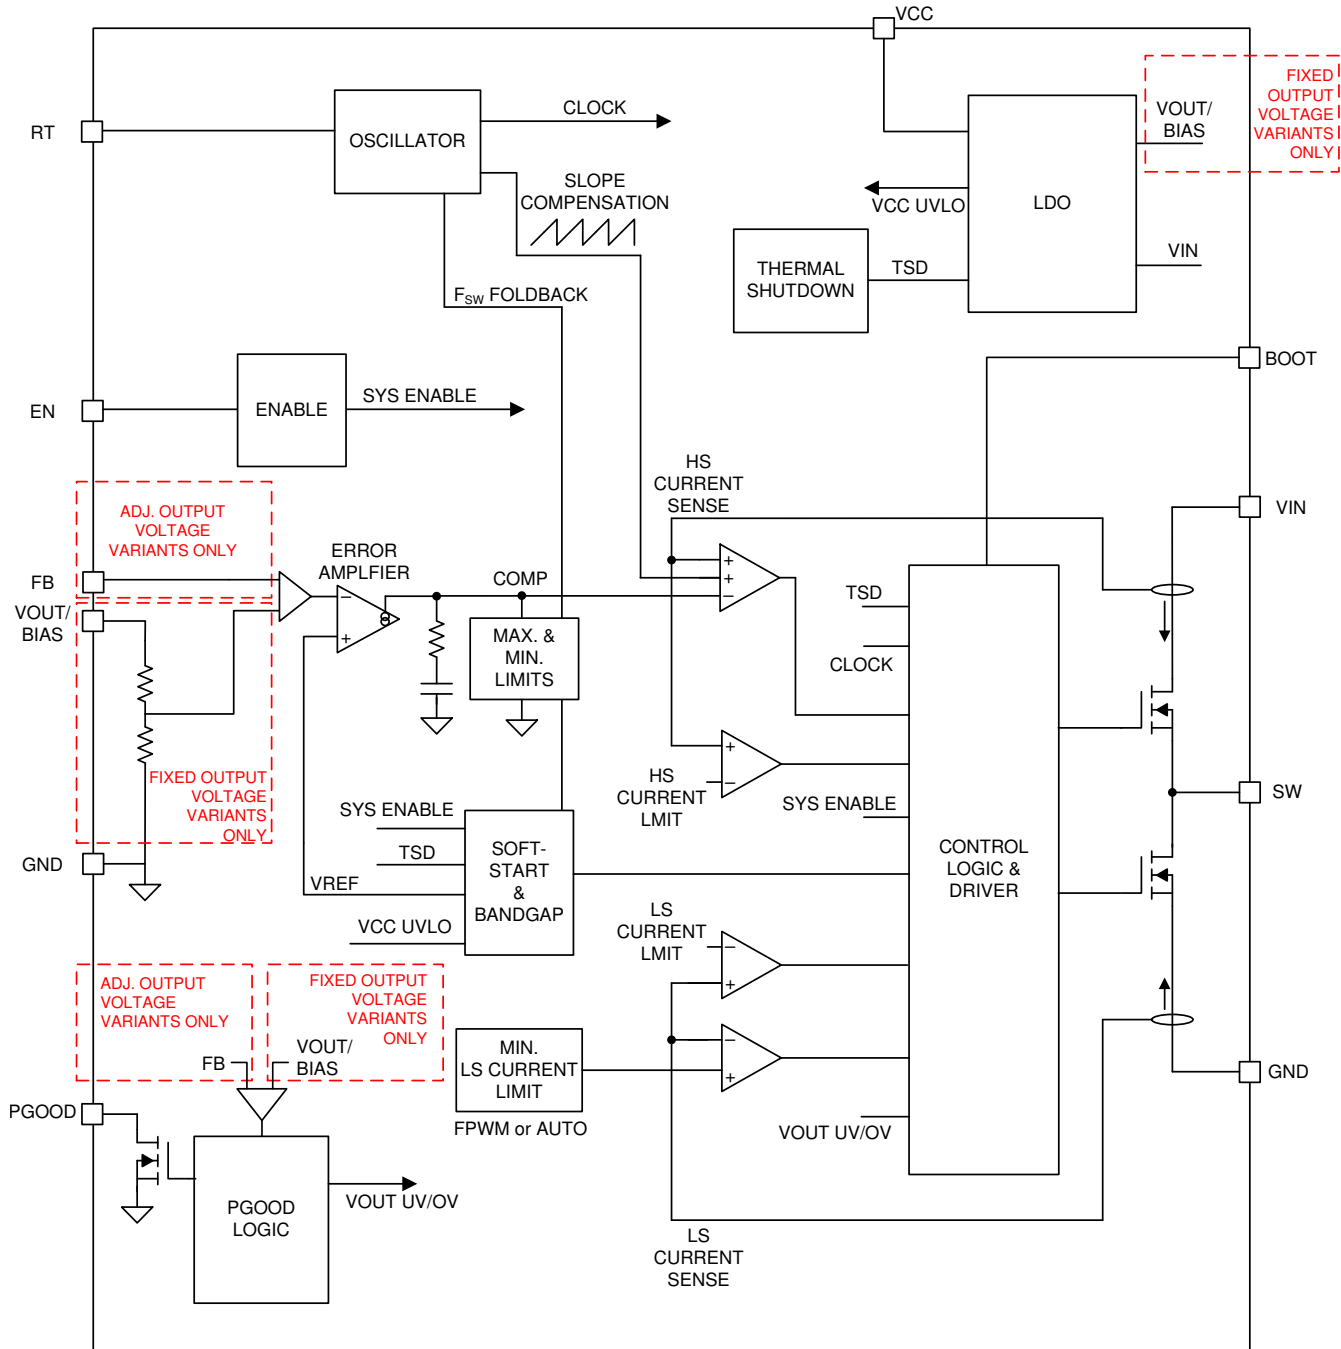 VCC
FIXED
OUTPUT
VOLTAGE
VARIANTS
ONLY
VOUT/
BIAS
RT
OSCILLATOR
CLOCK
SLOPE
COMPENSATION
VCC UVLO
LDO
VIN
THERMAL
SHUTDOWN
TSD
FSW FOLDBACK
BOOT
EN
ENABLE
SYS ENABLE
HS
CURRENT
SENSE
VIN
ADJ. OUTPUT
VOLTAGE
VARIANTS ONLY
FB
ERROR
AMPLFIER
COMP
VOUT/
BIAS
MAX. &
MIN.
LIMITS
TSD
CLOCK
FIXED OUTPUT
VOLTAGE
VARIANTS
ONLY
HS
CURRENT
LMIT
SYS ENABLE
SW
SYS ENABLE
TSD
VREF
VCC UVLO
SOFT-
START
&
BANDGAP
CONTROL
LOGIC &
DRIVER
GND
LS
CURRENT
LMIT
ADJ. OUTPUT
VOLTAGE
VARIANTS ONLY
FIXED OUTPUT
VOLTAGE
VARIANTS
ONLY
FB
VOUT/
BIAS
MIN.
LS CURRENT
LIMIT
FPWM or AUTO
GND
PGOOD
VOUT UV/OV
PGOOD
LOGIC
VOUT UV/OV
LS
CURRENT
SENSE